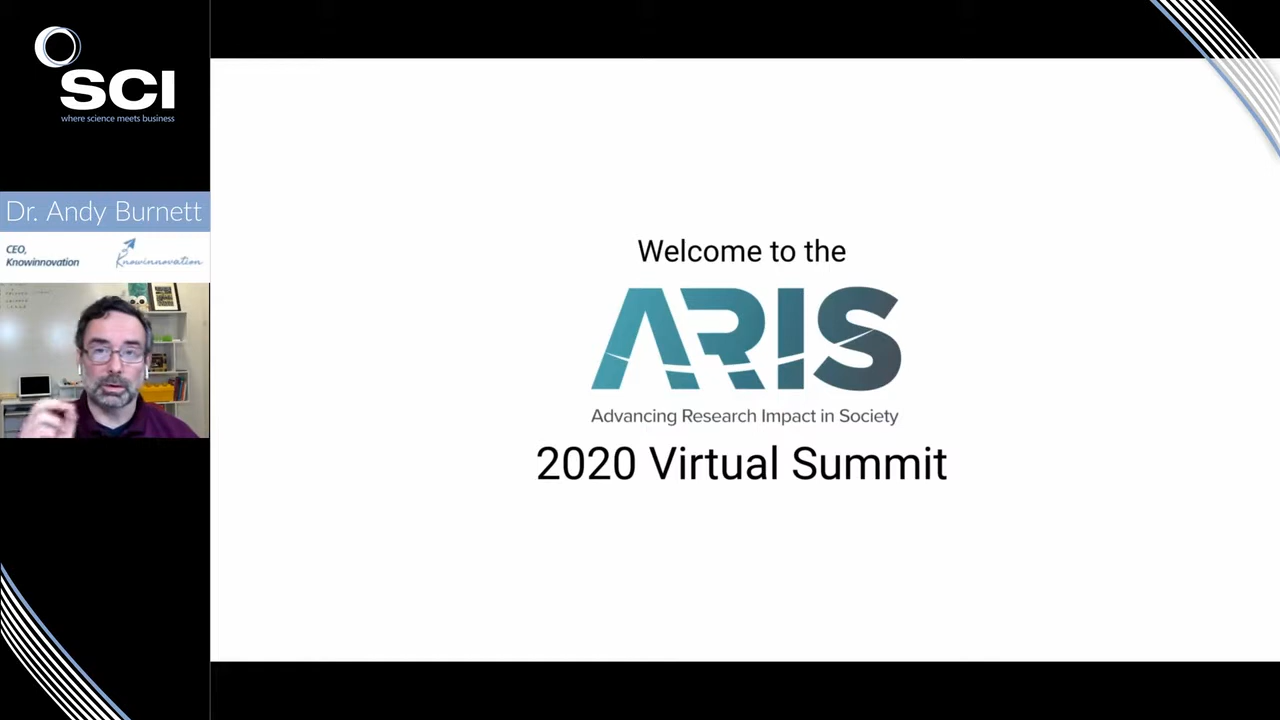 SCI
where science meets business
Dr. Andy Burnett
CEO,
Knowinnovation
Knowinnovation
Welcome to the
ARIS
Advancing Research Impact in Society
2020 Virtual Summit